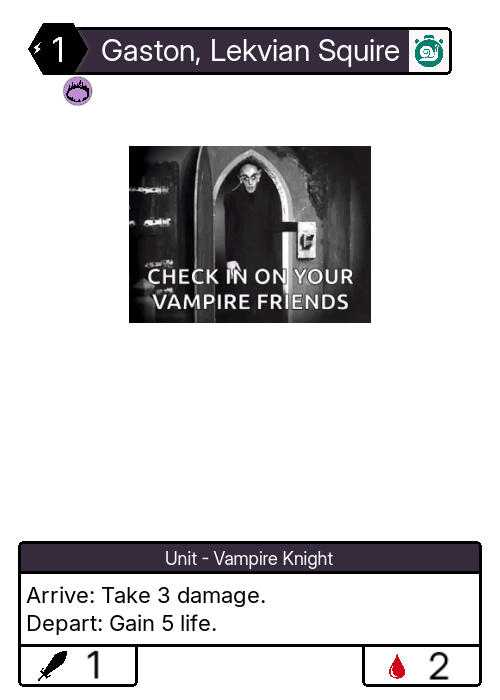 1 Gaston, Lekvian Squire
CHECK IN ON YOUR
VAMPIRE FRIENDS
Unit - Vampire Knight
Arrive: Take 3 damage.
Depart: Gain 5 life.
1 2